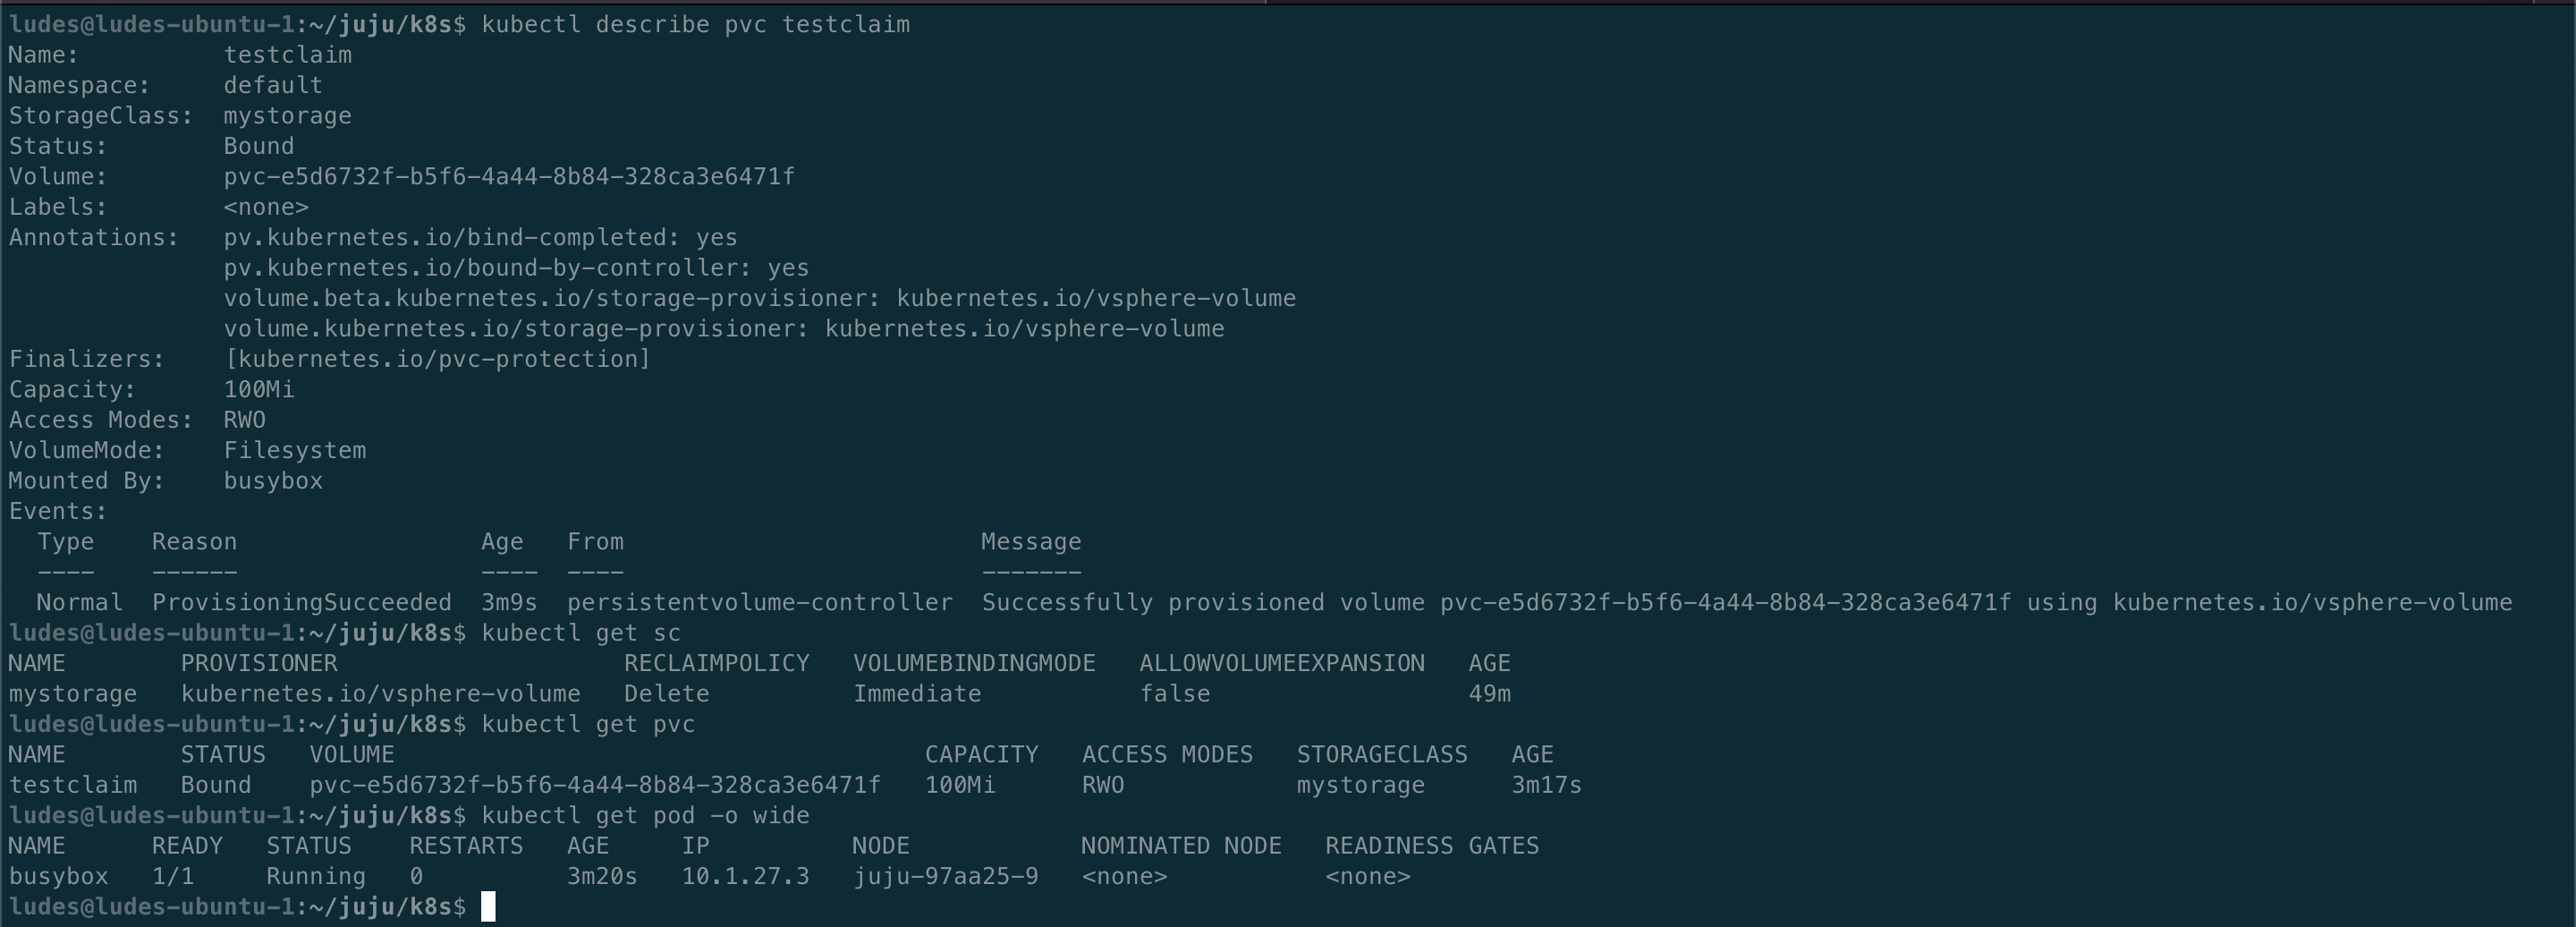 ludes@ludes-ubuntu-1:~/juju/k8s$ kubectl describe pvc testclaim
Name:          testclaim
Namespace:     default
StorageClass:  mystorage
Status:        Bound
Volume:        pvc-e5d6732f-b5f6-4a44-8b84-328ca3e6471f
Labels:        <none>
Annotations:   pv.kubernetes.io/bind-completed: yes
               pv.kubernetes.io/bound-by-controller: yes
               volume.beta.kubernetes.io/storage-provisioner: kubernetes.io/vsphere-volume
               volume.kubernetes.io/storage-provisioner: kubernetes.io/vsphere-volume
Finalizers:    [kubernetes.io/pvc-protection]
Capacity:      100Mi
Access Modes:  RWO
VolumeMode:    Filesystem
Mounted By:    busybox
Events:
  Type    Reason                 Age   From                         Message
  ----    ------                 ----  ----                         -------
  Normal  ProvisioningSucceeded  3m9s  persistentvolume-controller  Successfully provisioned volume pvc-e5d6732f-b5f6-4a44-8b84-328ca3e6471f using kubernetes.io/vsphere-volume
ludes@ludes-ubuntu-1:~/juju/k8s$ kubectl get sc
NAME        PROVISIONER                    RECLAIMPOLICY   VOLUMEBINDINGMODE   ALLOWVOLUMEEXPANSION   AGE
mystorage   kubernetes.io/vsphere-volume   Delete          Immediate           false                  49m
ludes@ludes-ubuntu-1:~/juju/k8s$ kubectl get pvc
NAME        STATUS   VOLUME                                     CAPACITY   ACCESS MODES   STORAGECLASS   AGE
testclaim   Bound    pvc-e5d6732f-b5f6-4a44-8b84-328ca3e6471f   100Mi      RWO            mystorage      3m17s
ludes@ludes-ubuntu-1:~/juju/k8s$ kubectl get pod -o wide
NAME      READY   STATUS    RESTARTS   AGE     IP          NODE            NOMINATED NODE   READINESS GATES
busybox   1/1     Running   0          3m20s   10.1.27.3   juju-97aa25-9   <none>           <none>
ludes@ludes-ubuntu-1:~/juju/k8s$